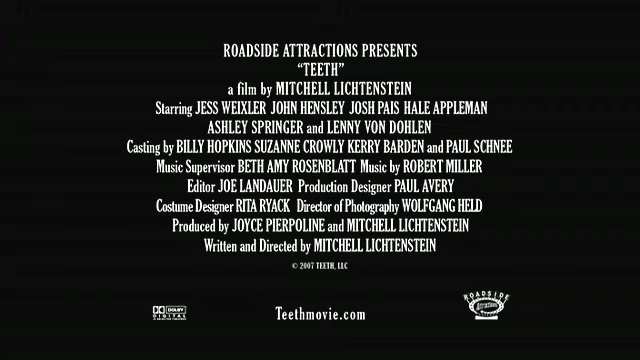 ROADSIDE ATTRACTIONS PRESENTS
“TEETH”
a film by MITCHELL LICHTENSTEIN
Starring JESS WEIXLER JOHN HENSLEY JOSH PAIS HALE APPLEMAN
ASHLEY SPRINGER and LENNY VON DOHLEN
Casting by BILLY HOPKINS SUZANNE CROWLY KERRY BARDEN and PAUL SCHNEE
Music Supervisor BETH AMY ROSENBLATT Music by ROBERT MILLER
Editor JOE LANDAUER Production Designer PAUL AVERY
Costume Designer RITA RYACK Director of Photography WOLFGANG HELD
Produced by JOYCE PIERPOLINE and MITCHELL LICHTENSTEIN
Written and Directed by MITCHELL LICHTENSTEIN
© 2007 TEETH, LLC
DOLBY
DIGITAL
Teethmovie.com
ROADSIDE